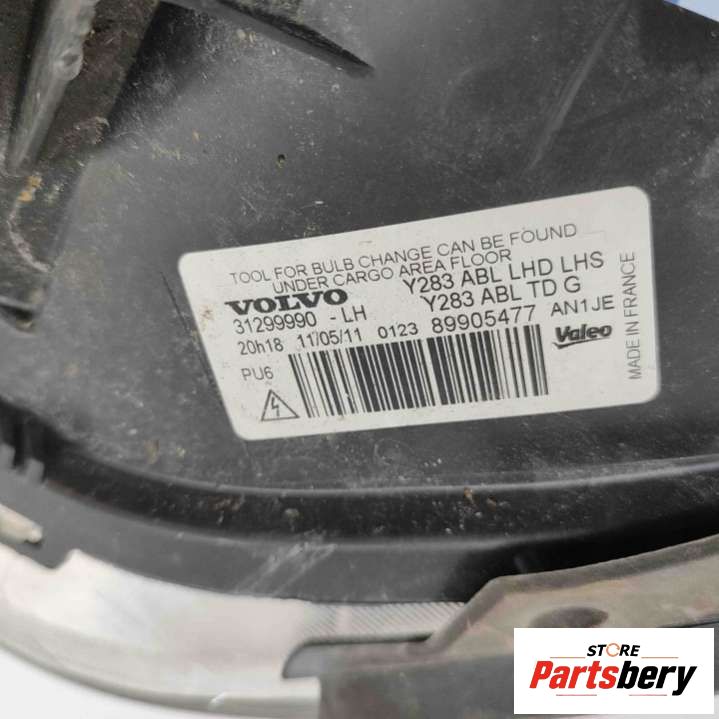 TOOL FOR BULB CHANGE CAN BE FOUND
UNDER CARGO AREA FLOOR
VOLVO
Y283 ABL LHD LHS
31299990 - LH
Y283 ABL TD G
20h18 11/05/11 0123 89905477 AN1JE
PU6
Valeo
MADE IN FRANCE
STORE
Partsbery